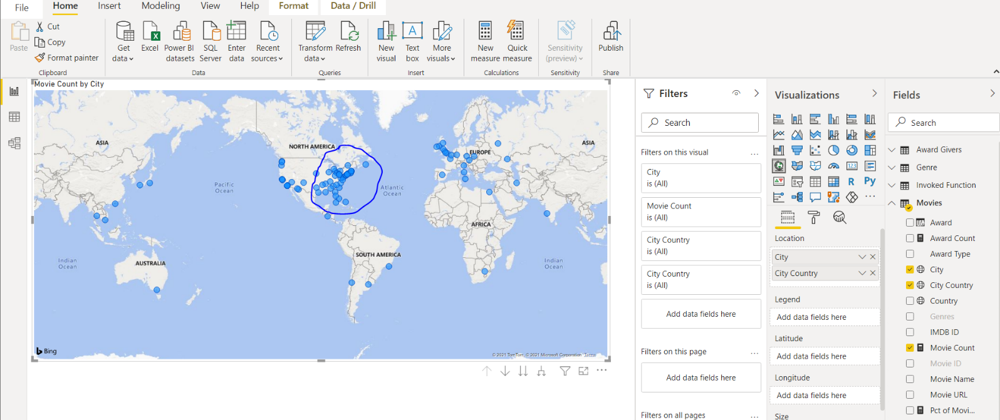 File
Home
Insert
Modeling
View
Help
Format
Data / Drill
Paste
Cut
Copy
Format painter
Clipboard
Get
data
Excel
Power BI
datasets
SQL
Server
Enter
data
Recent
sources
Data
Transform
data
Refresh
Queries
New
visual
A
Text
box
More
visuals
Insert
New
measure
Quick
measure
Calculations
Sensitivity
(preview)
Sensitivity
Publish
Share
Movie Count by City
ASIA
NORTH AMERICA
EUROPE
ASIA
Pacific
Ocean
Atlantic
Ocean
AFRICA
SOUTH AMERICA
Indian
Ocean
AUSTRALIA
Indian
Ocean
Bing
© 2021 TomTom, © 2021 Microsoft Corporation Terms
Filters
Search
Filters on this visual
...
City
is (All)
Movie Count
is (All)
City Country
is (All)
City Country
is (All)
Add data fields here
Filters on this page
...
Add data fields here
Filters on all pages
...
Visualizations
123
R
Py
...
Location
City
City Country
Legend
Add data fields here
Latitude
Add data fields here
Longitude
Add data fields here
Size
Fields
Search
Award Givers
Genre
Invoked Function
Movies
Award
Award Count
Award Type
City
City Country
Country
Genres
IMDB ID
Movie Count
Movie ID
Movie Name
Movie URL
Pct of Movi...